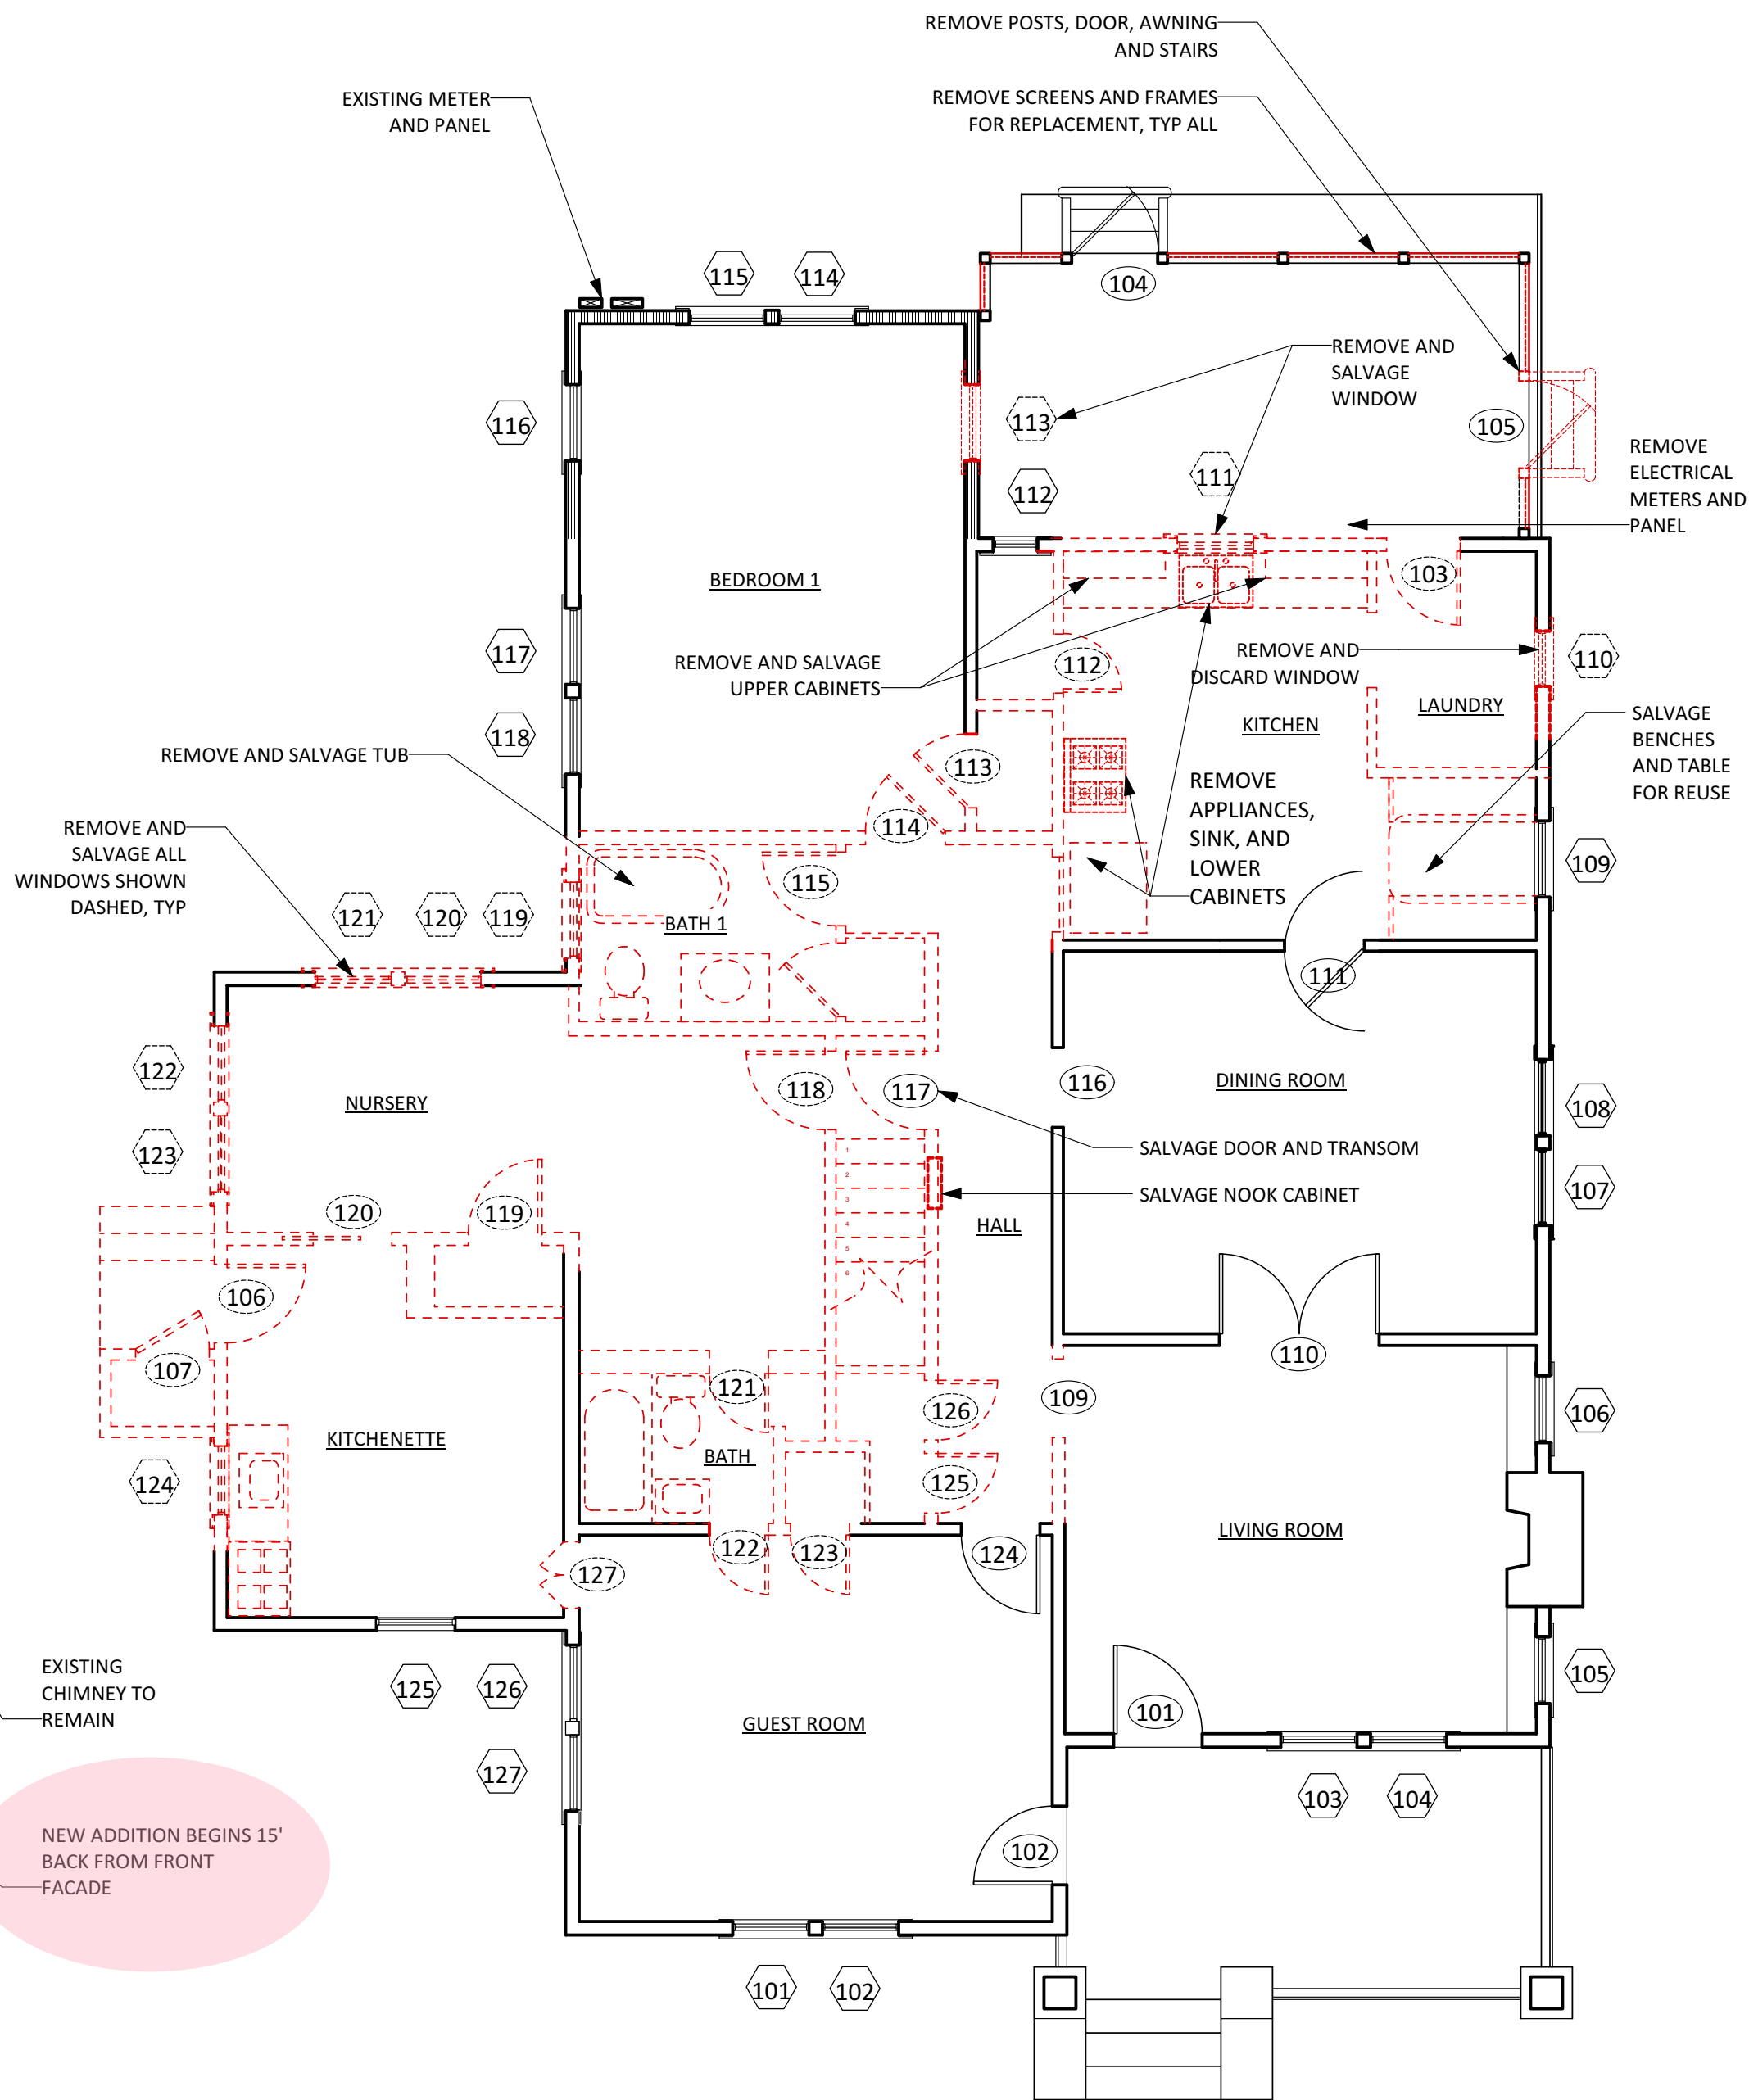 REMOVE POSTS, DOOR, AWNING
AND STAIRS
EXISTING METER
AND PANEL
REMOVE SCREENS AND FRAMES
FOR REPLACEMENT, TYP ALL
115
114
104
REMOVE AND
SALVAGE
WINDOW
116
113
105
REMOVE
ELECTRICAL
METERS AND
PANEL
111
112
BEDROOM 1
103
117
REMOVE AND SALVAGE
UPPER CABINETS
112
REMOVE AND
DISCARD WINDOW
110
LAUNDRY
KITCHEN
SALVAGE
BENCHES
AND TABLE
FOR REUSE
118
REMOVE AND SALVAGE TUB
113
REMOVE
APPLIANCES,
SINK, AND
LOWER
CABINETS
114
REMOVE AND
SALVAGE ALL
WINDOWS SHOWN
DASHED, TYP
109
115
121
120
119
BATH 1
111
122
118
117
116
DINING ROOM
NURSERY
108
123
SALVAGE DOOR AND TRANSOM
1
2
3
4
5
6
SALVAGE NOOK CABINET
107
120
119
HALL
106
107
110
121
109
126
106
KITCHENETTE
BATH
124
125
LIVING ROOM
122
123
124
127
EXISTING
CHIMNEY TO
REMAIN
125
126
105
101
GUEST ROOM
127
103
104
NEW ADDITION BEGINS 15'
BACK FROM FRONT
FACADE
102
101
102